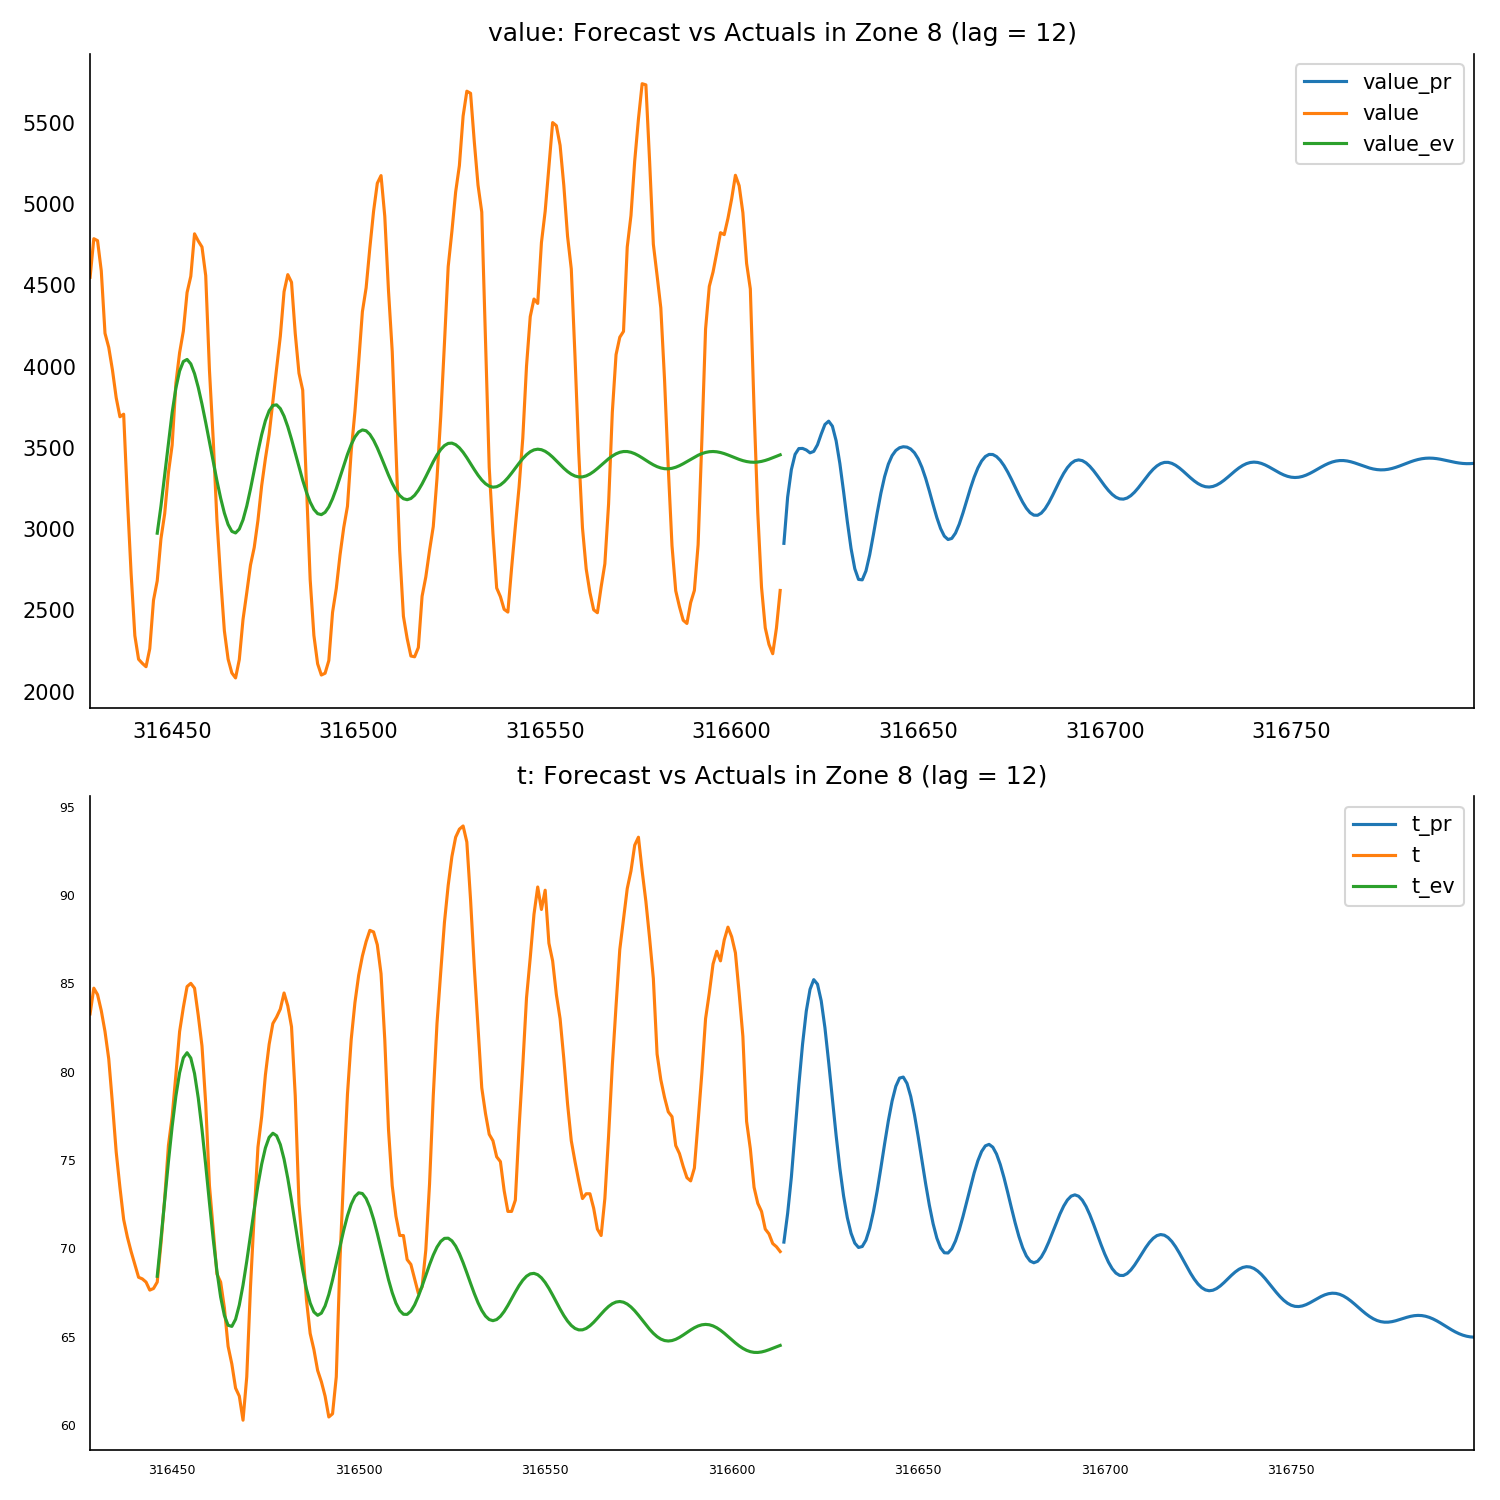 value: Forecast vs Actuals in Zone 8 (lag = 12)
value_pr
value
value_ev
5500
5000
4500
4000
3500
3000
2500
2000
316450 316500 316550 316600 316650 316700 316750
t: Forecast vs Actuals in Zone 8 (lag = 12)
t_pr
t
t_ev
95
90
85
80
75
70
65
60
316450 316500 316550 316600 316650 316700 316750